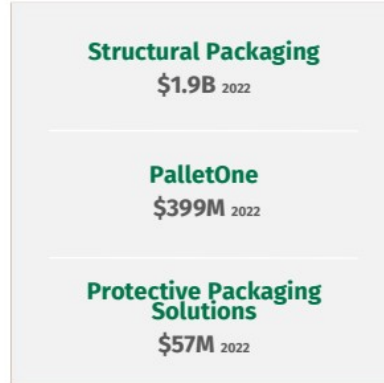 Structural Packaging
$1.9B 2022
PalletOne
$399M 2022
Protective Packaging
Solutions
$57M 2022